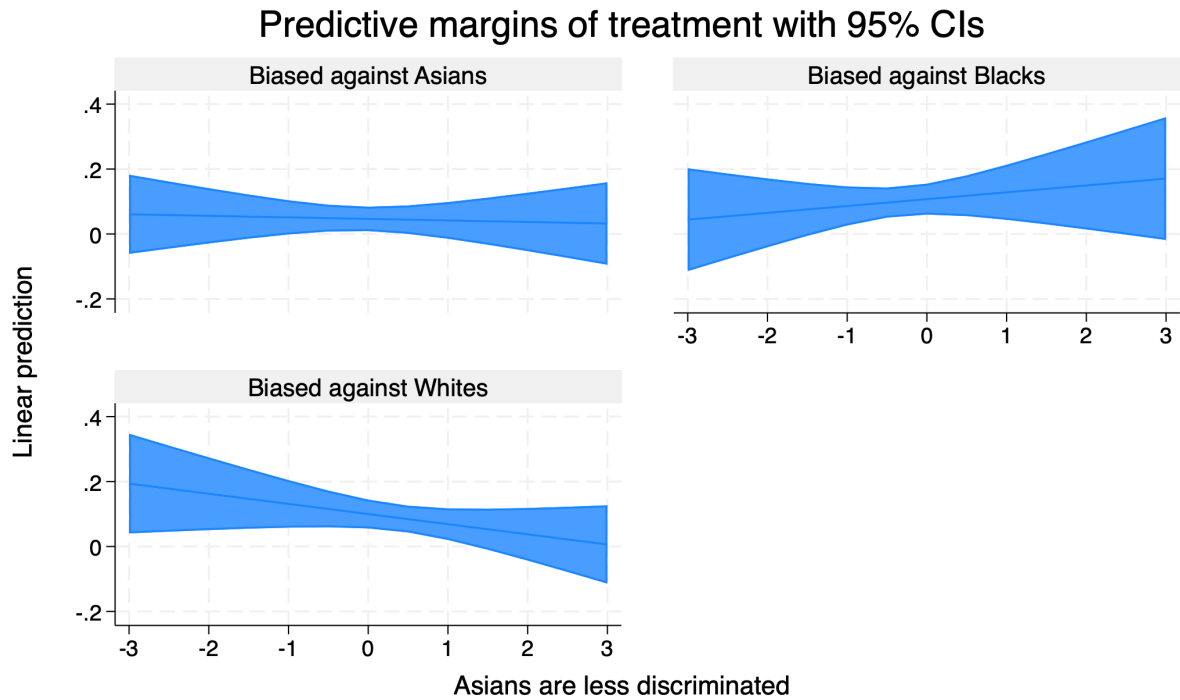 Predictive margins of treatment with 95% CIs
Biased against Asians
Biased against Blacks
.4
.2
0
-.2
-3 -2 -1 0 1 2 3
Biased against Whites
.4
.2
0
-.2
-3 -2 -1 0 1 2 3
Linear prediction
Asians are less discriminated